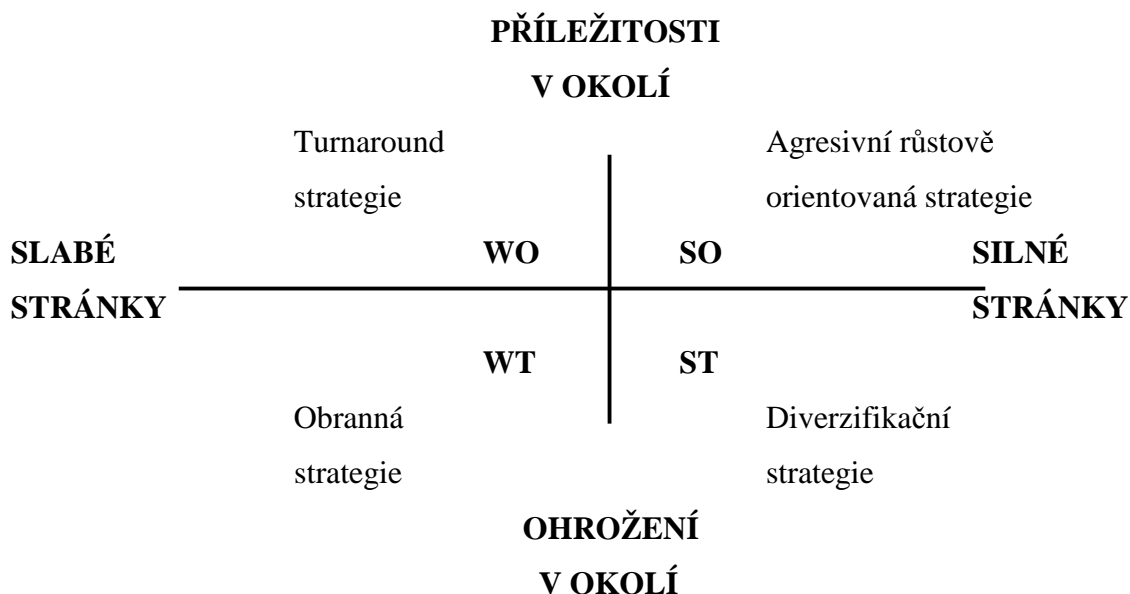 PŘÍLEŽITOSTI
V OKOLÍ
Turnaround
strategie
Agresivní růstově
orientovaná strategie
SLABÉ
STRÁNKY
WO
SO
SILNÉ
STRÁNKY
WT
ST
Obranná
strategie
Diverzifikační
strategie
OHROŽENÍ
V OKOLÍ